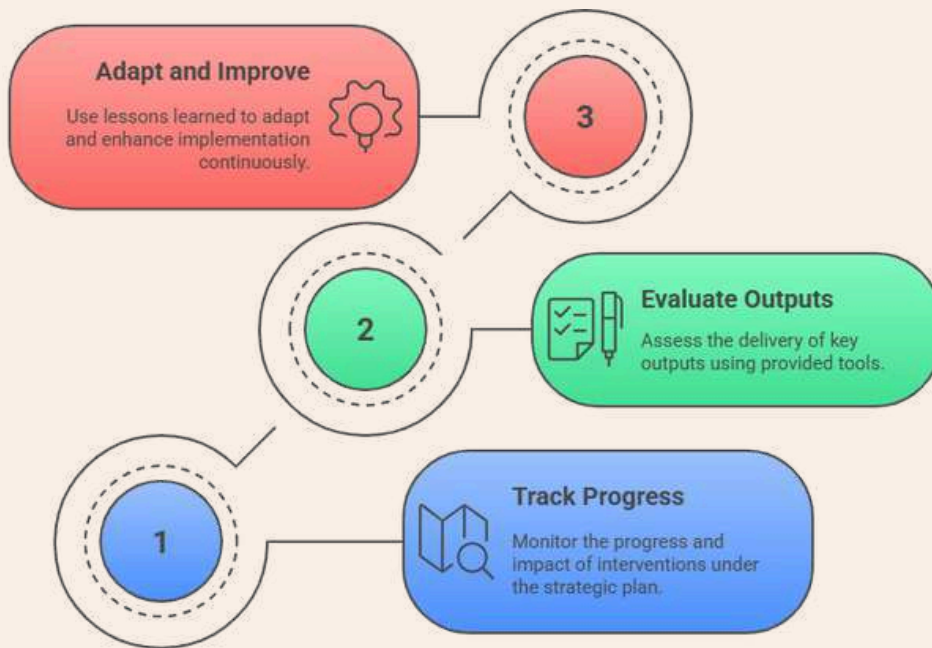 Adapt and Improve
Use lessons learned to adapt
and enhance implementation
continuously.
3
2
Evaluate Outputs
Assess the delivery of key
outputs using provided tools.
1
Track Progress
Monitor the progress and
impact of interventions under
the strategic plan.